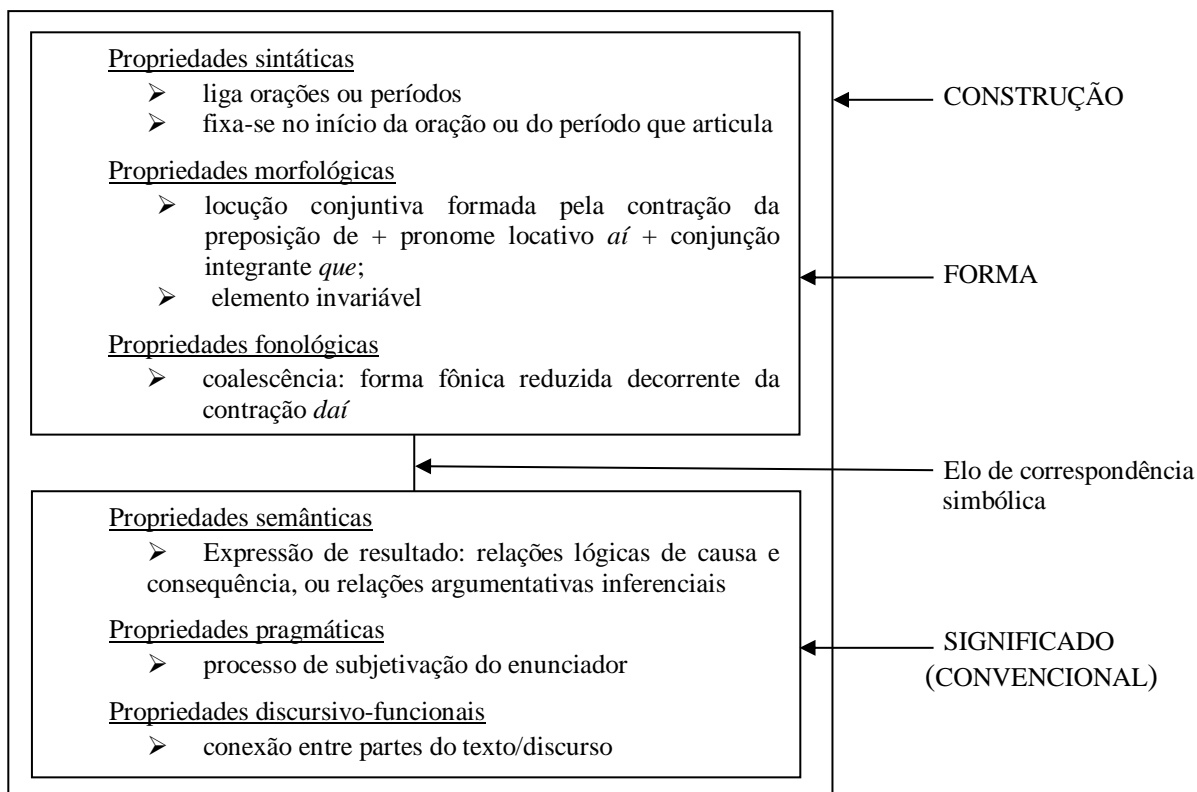 Propriedades sintáticas
➢ liga orações ou períodos
➢ fixa-se no início da oração ou do período que articula
CONSTRUÇÃO
Propriedades morfológicas
➢ locução conjuntiva formada pela contração da
preposição de + pronome locativo aí + conjunção
integrante que;
➢ elemento invariável
FORMA
Propriedades fonológicas
➢ coalescência: forma fônica reduzida decorrente da
contração daí
Elo de correspondência
simbólica
Propriedades semânticas
➢ Expressão de resultado: relações lógicas de causa e
consequência, ou relações argumentativas inferenciais
Propriedades pragmáticas
➢ processo de subjetivação do enunciador
SIGNIFICADO
(CONVENCIONAL)
Propriedades discursivo-funcionais
➢ conexão entre partes do texto/discurso